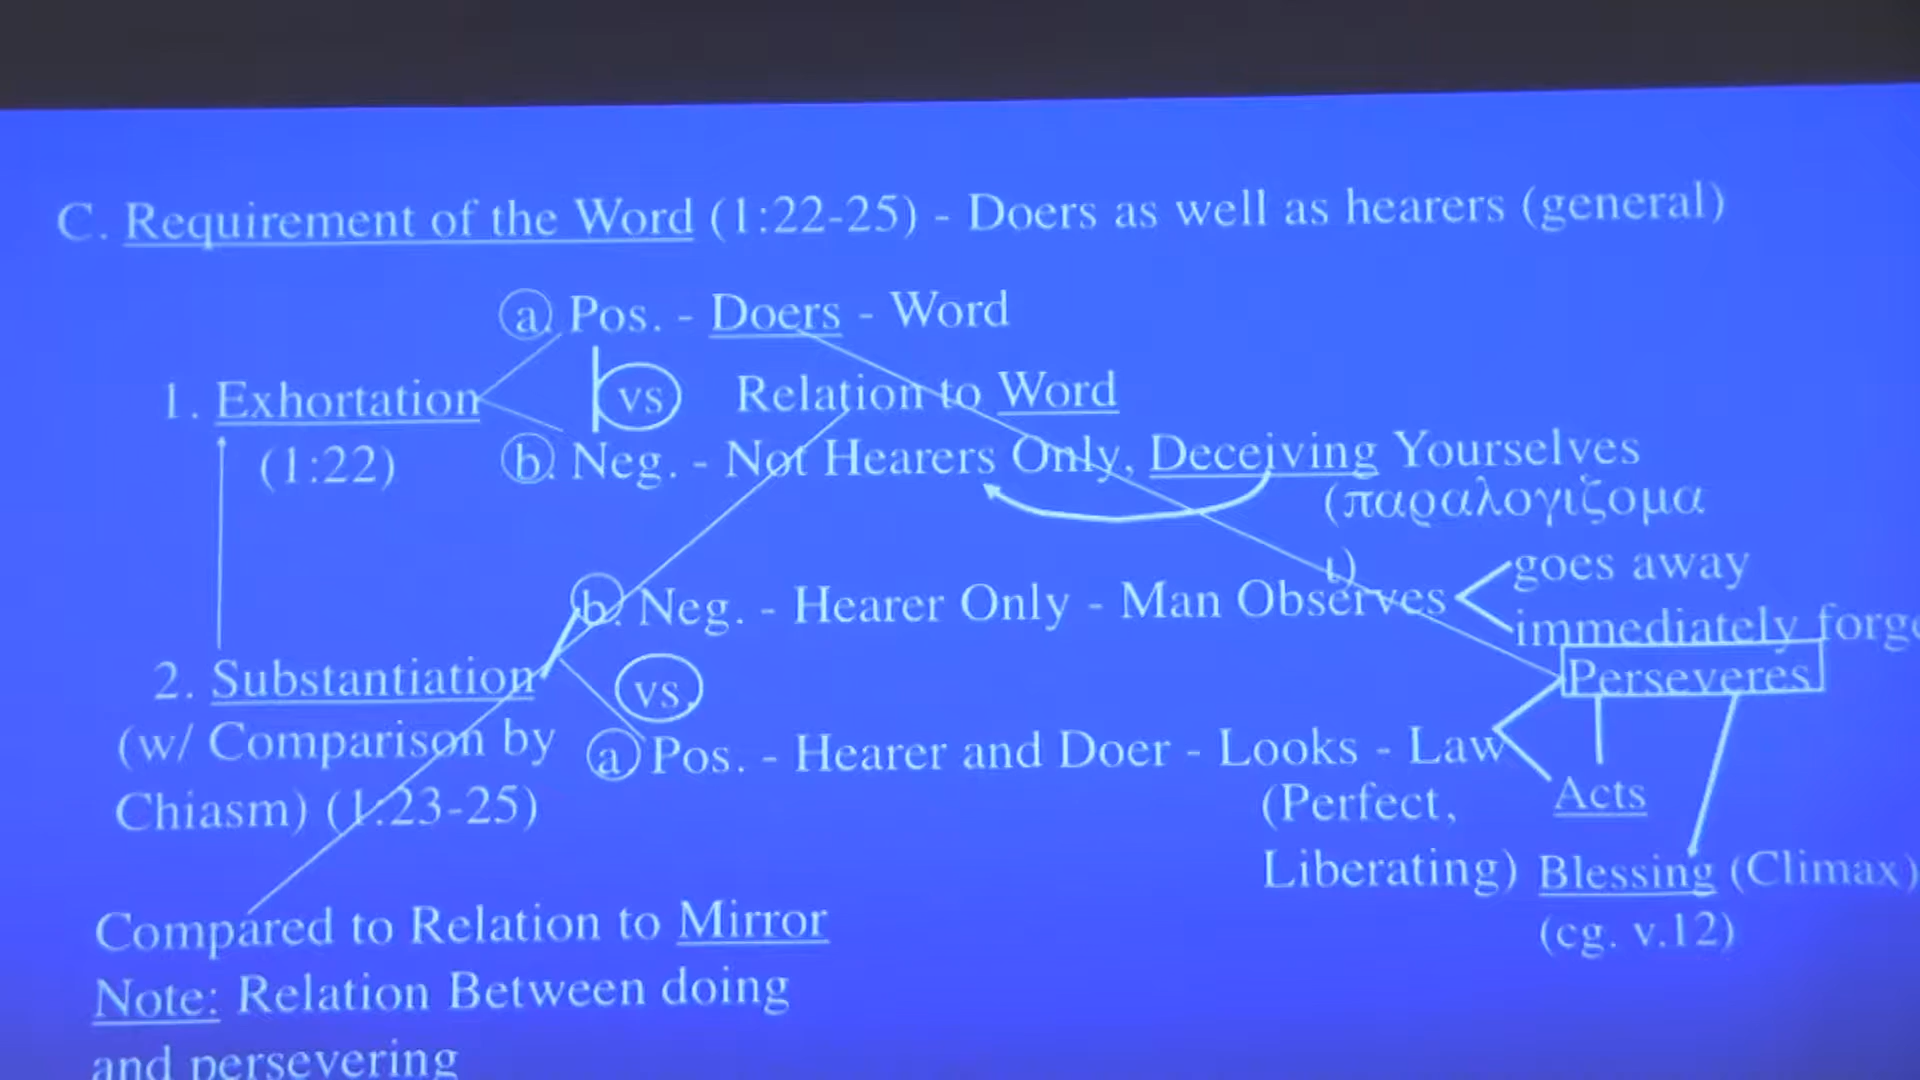 C. Requirement of the Word (1:22-25) - Doers as well as hearers (general)
a. Pos. - Doers - Word
1. Exhortation
vs
Relation to Word
(1:22)
b. Neg. - Not Hearers Only, Deceiving Yourselves
(παραλογιζομα
ι)
b. Neg. - Hearer Only - Man Observes
goes away
immediately
2. Substantiation
vs.
Perseveres
(w/ Comparison by
a. Pos. - Hearer and Doer - Looks - Law
Chiasm) (1:23-25)
(Perfect,
Acts
Liberating)
Blessing (Climax)
(cg. v.12)
Compared to Relation to Mirror
Note: Relation Between doing
and persevering